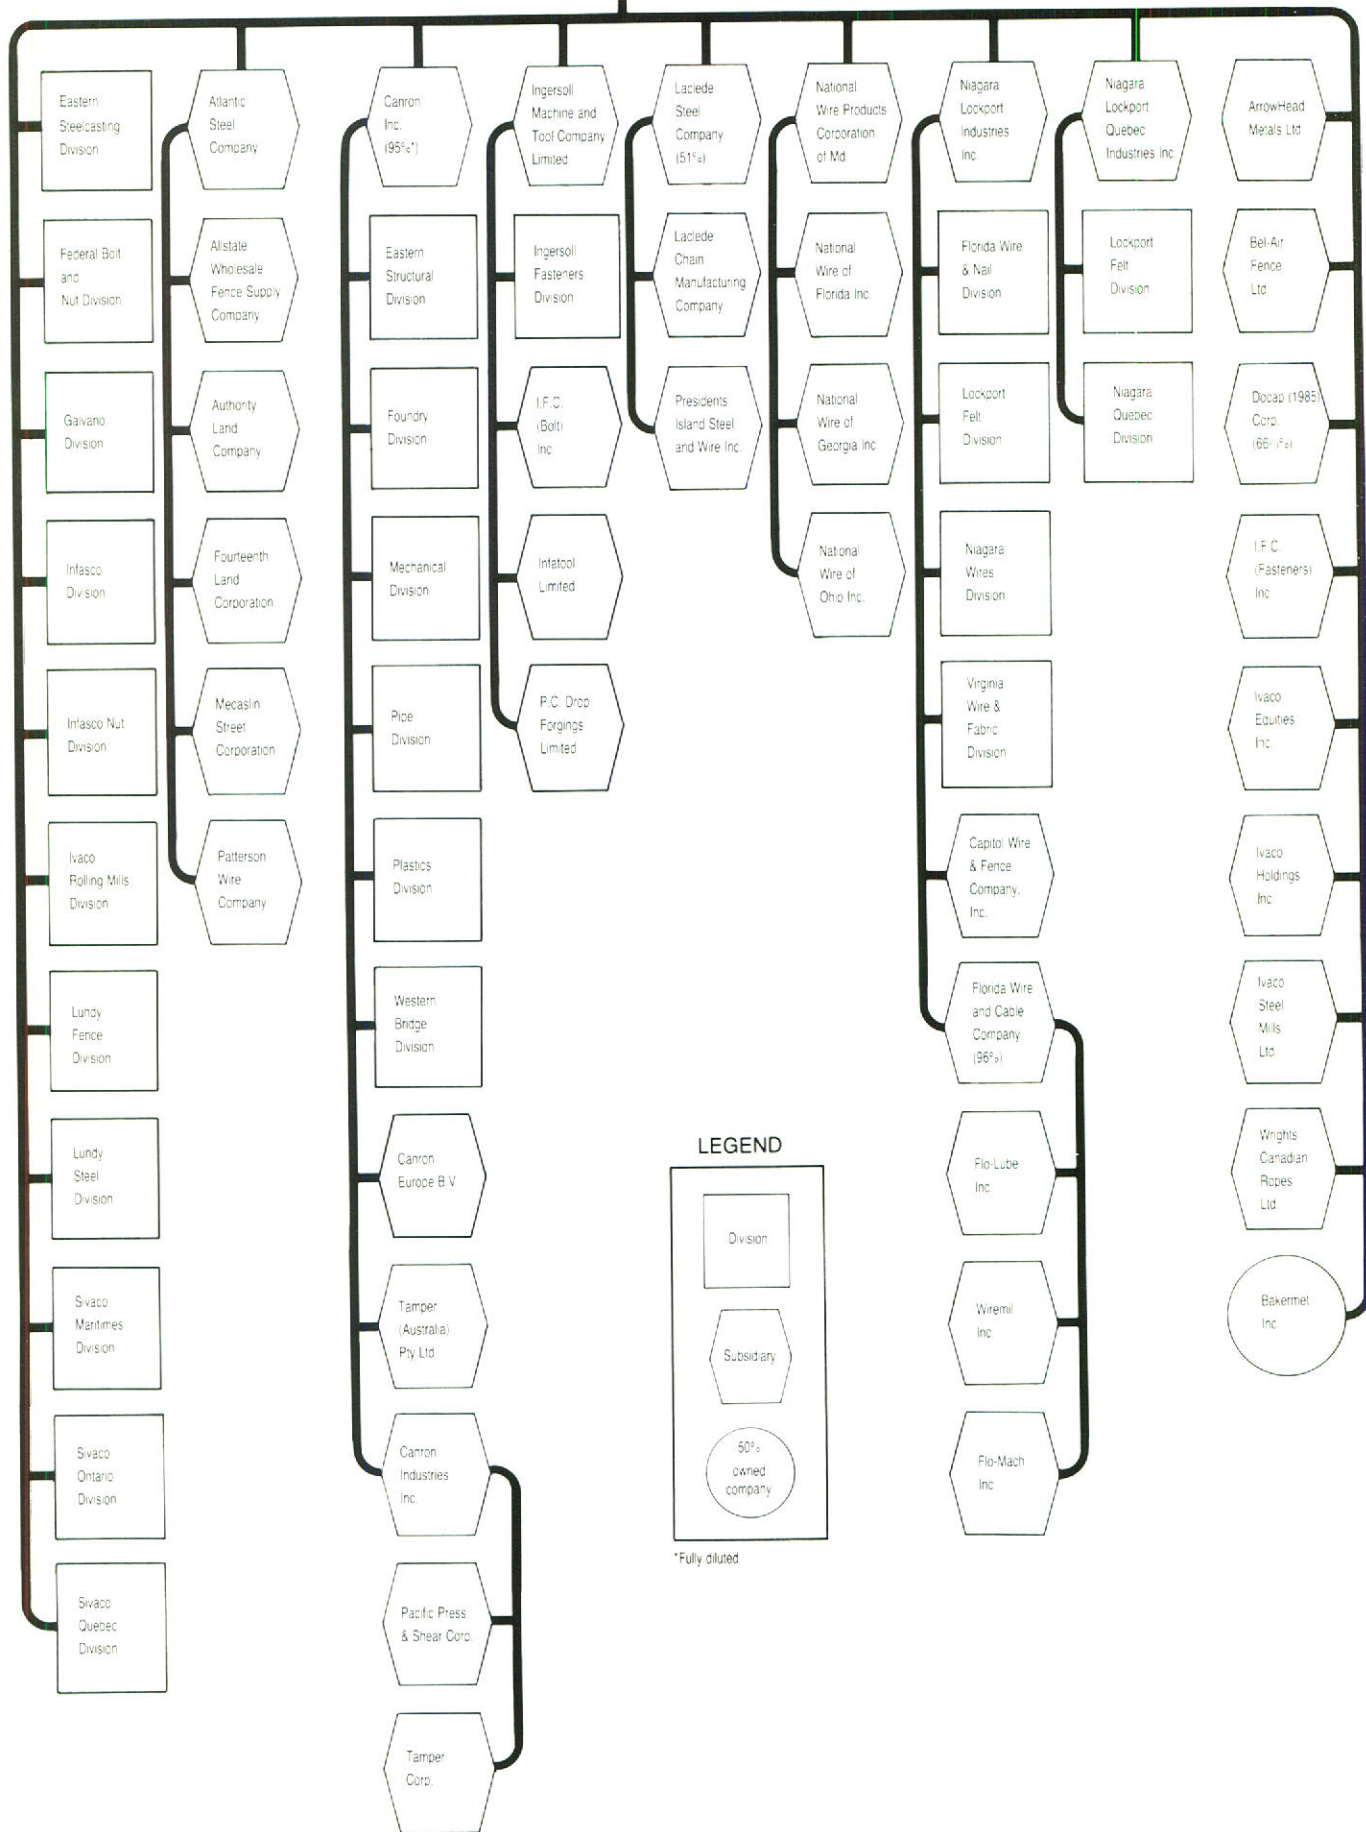 Eastern
Steelcasting
Division
Federal Bolt
and
Nut Division
Galvano
Division
Infasco
Division
Infasco Nut
Division
Ivaco
Rolling Mills
Division
Lundy
Fence
Division
Lundy
Steel
Division
Sivaco
Maritimes
Division
Sivaco
Ontario
Division
Sivaco
Quebec
Division
Atlantic
Steel
Company
Allstate
Wholesale
Fence Supply
Company
Authority
Land
Company
Fourteenth
Land
Corporation
Mecaslin
Street
Corporation
Patterson
Wire
Company
Canron
Inc.
(95%*)
Eastern
Structural
Division
Foundry
Division
Mechanical
Division
Pipe
Division
Plastics
Division
Western
Bridge
Division
Canron
Europe B.V.
Tamper
(Australia)
Pty Ltd
Canron
Industries
Inc.
Pacific Press
& Shear Corp.
Tamper
Corp.
Ingersoll
Machine and
Tool Company
Limited
Ingersoll
Fasteners
Division
I.F.C.
(Bolt)
Inc
Infatool
Limited
P.C. Drop
Forgings
Limited
Laclede
Steel
Company
(51%)
Laclede
Chain
Manufacturing
Company
Presidents
Island Steel
and Wire Inc.
National
Wire Products
Corporation
of Md
National
Wire of
Florida Inc.
National
Wire of
Georgia Inc
National
Wire of
Ohio Inc.
Niagara
Lockport
Industries
Inc
Florida Wire
& Nail
Division
Lockport
Felt
Division
Niagara
Wires
Division
Virginia
Wire &
Fabric
Division
Capitol Wire
& Fence
Company,
Inc.
Florida Wire
and Cable
Company
(96%)
Flo-Lube
Inc.
Wiremil
Inc.
Flo-Mach
Inc
Niagara
Lockport
Quebec
Industries Inc
Lockport
Felt
Division
Niagara
Quebec
Division
ArrowHead
Metals Ltd
Bel-Air
Fence
Ltd
Docap (1985)
Corp.
I.F.C.
(Fasteners)
Inc
Ivaco
Equities
Inc.
Ivaco
Holdings
Inc
Ivaco
Steel
Mills
Ltd
Wrights
Canadian
Ropes
Ltd
Bakermet
Inc
LEGEND
Division
Subsidiary
50%
owned
company
*Fully diluted